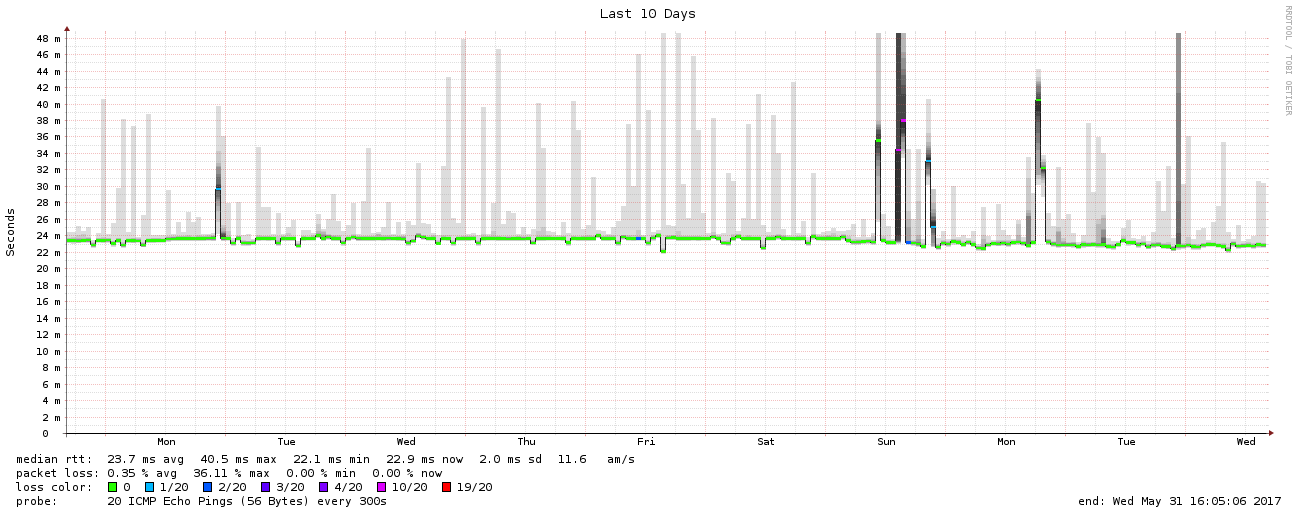 Last 10 Days
RRDTOOL / TOBI OETIKER
Seconds
48 m
46 m
44 m
42 m
40 m
38 m
36 m
34 m
32 m
30 m
28 m
26 m
24 m
22 m
20 m
18 m
16 m
14 m
12 m
10 m
8 m
6 m
4 m
2 m
0
Mon Tue Wed Thu Fri Sat Sun Mon Tue Wed
median rtt: 23.7 ms avg 40.5 ms max 22.1 ms min 22.9 ms now 2.0 ms sd 11.6 am/s
packet loss: 0.35 % avg 36.11 % max 0.00 % min 0.00 % now
loss color: 0 1/20 2/20 3/20 4/20 10/20 19/20
probe: 20 ICMP Echo Pings (56 Bytes) every 300s end: Wed May 31 16:05:06 2017